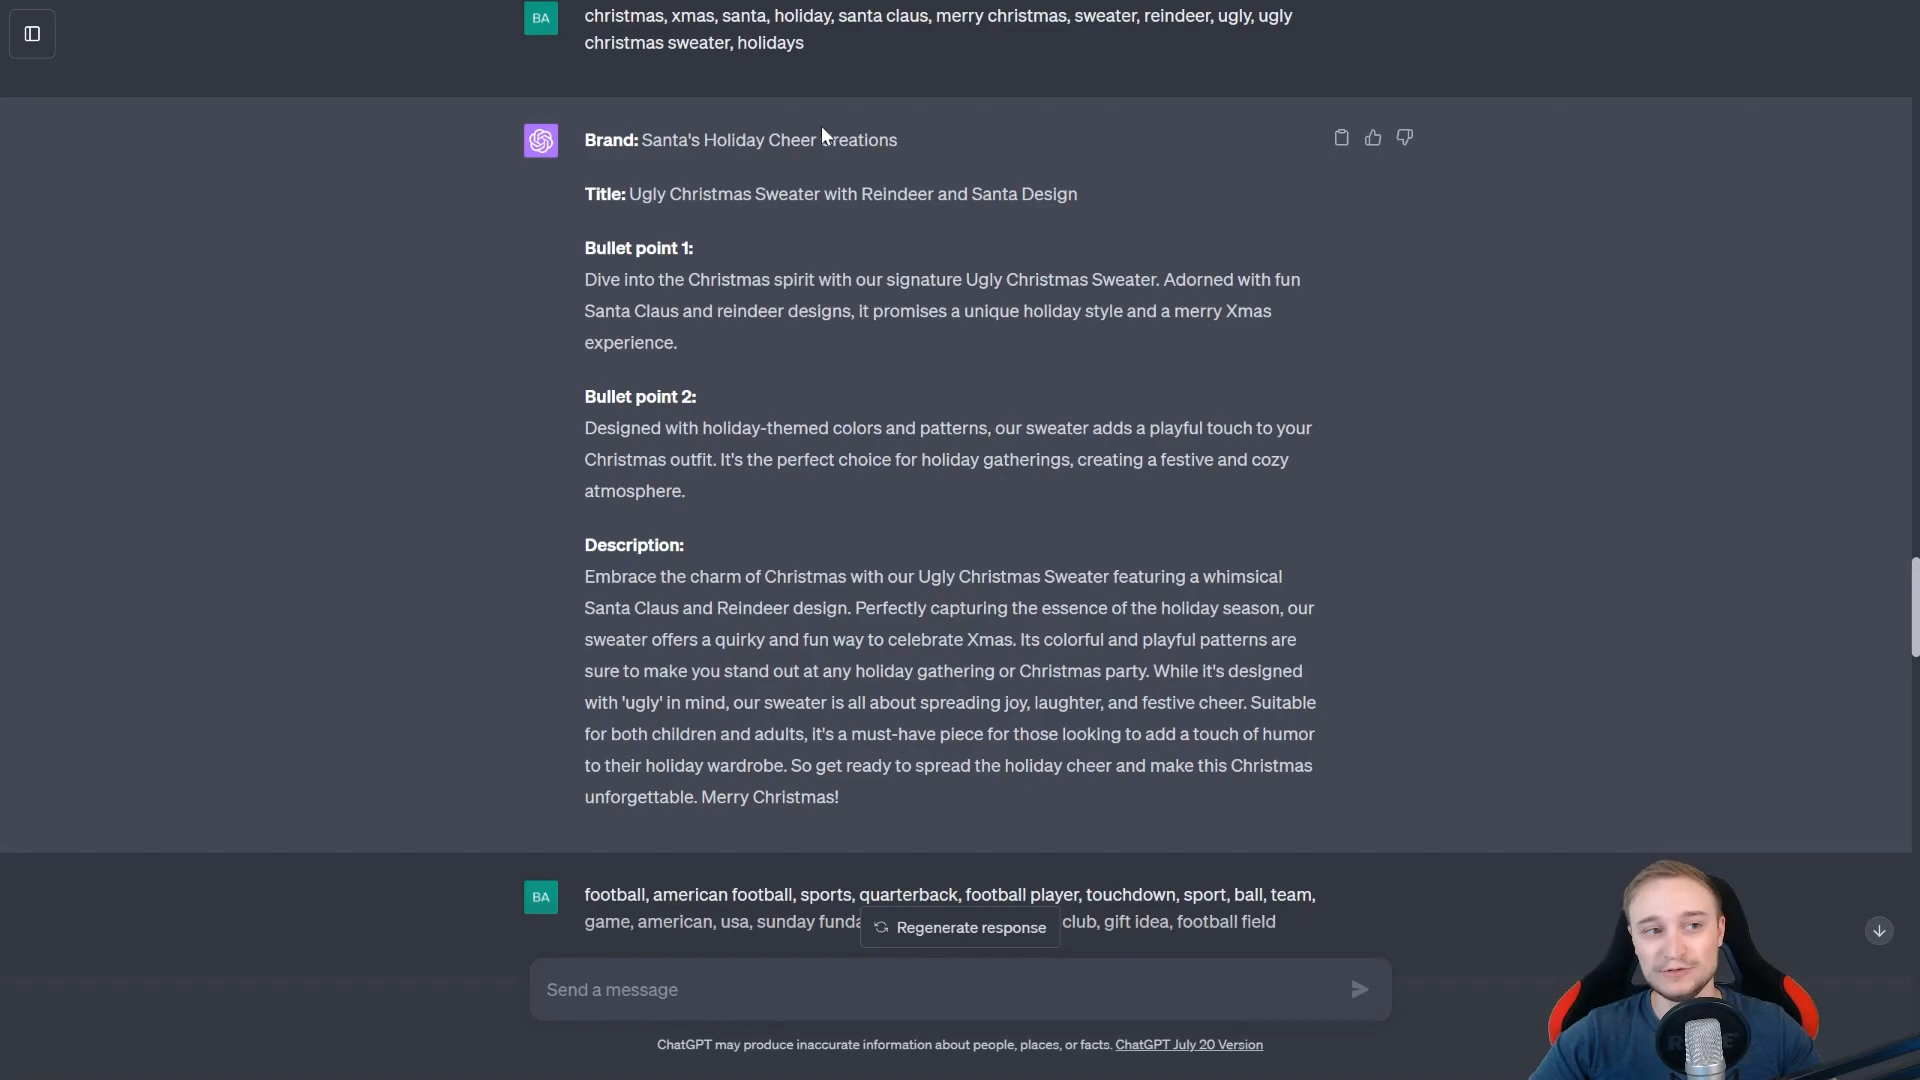 BA
christmas, xmas, santa, holiday, santa claus, merry christmas, sweater, reindeer, ugly, ugly
christmas sweater, holidays
Brand: Santa's Holiday Cheer reations
Title: Ugly Christmas Sweater with Reindeer and Santa Design
Bullet point 1:
Dive into the Christmas spirit with our signature Ugly Christmas Sweater. Adorned with fun
Santa Claus and reindeer designs, it promises a unique holiday style and a merry Xmas
experience.
Bullet point 2:
Designed with holiday-themed colors and patterns, our sweater adds a playful touch to your
Christmas outfit. It's the perfect choice for holiday gatherings, creating a festive and cozy
atmosphere.
Description:
Embrace the charm of Christmas with our Ugly Christmas Sweater featuring a whimsical
Santa Claus and Reindeer design. Perfectly capturing the essence of the holiday season, our
sweater offers a quirky and fun way to celebrate Xmas. Its colorful and playful patterns are
sure to make you stand out at any holiday gathering or Christmas party. While it's designed
with 'ugly' in mind, our sweater is all about spreading joy, laughter, and festive cheer. Suitable
for both children and adults, it's a must-have piece for those looking to add a touch of humor
to their holiday wardrobe. So get ready to spread the holiday cheer and make this Christmas
unforgettable. Merry Christmas!
BA
football, american football, sports, quarterback, football player, touchdown, sport, ball, team,
game, american, usa, sunday funda club, gift idea, football field
Regenerate response
Send a message
ChatGPT may produce inaccurate information about people, places, or facts. ChatGPT July 20 Version